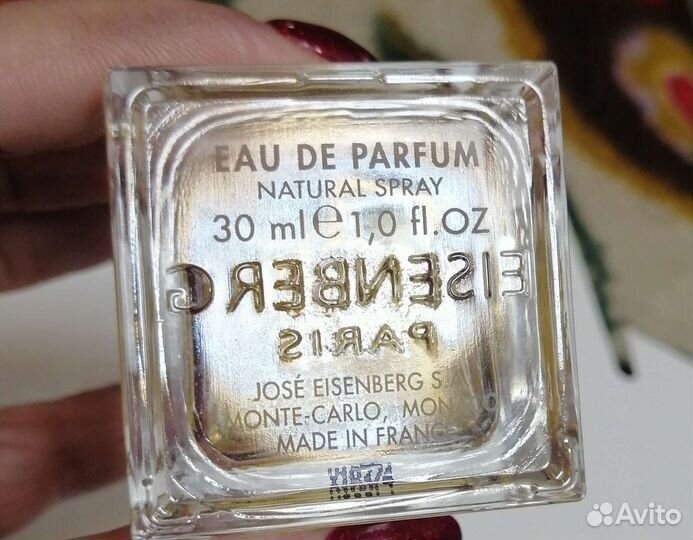 EAU DE PARFUM
NATURAL SPRAY
30 ml e 1,0 fl.oz
EISENBERG
PARIS
JOSÉ EISENBERG S.A
MONTE-CARLO, MONACO
MADE IN FRANCE
Avito